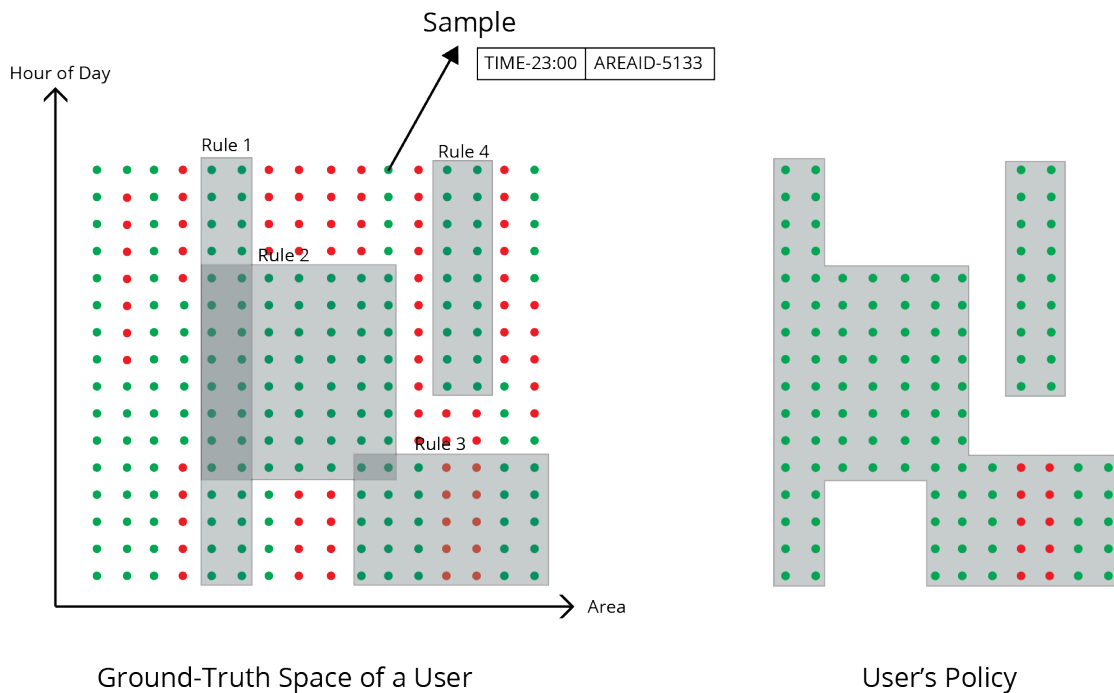 Sample
TIME-23:00 AREAID-5133
Hour of Day
Rule 1
Rule 4
Rule 2
Rule 3
Area
Ground-Truth Space of a User
User’s Policy